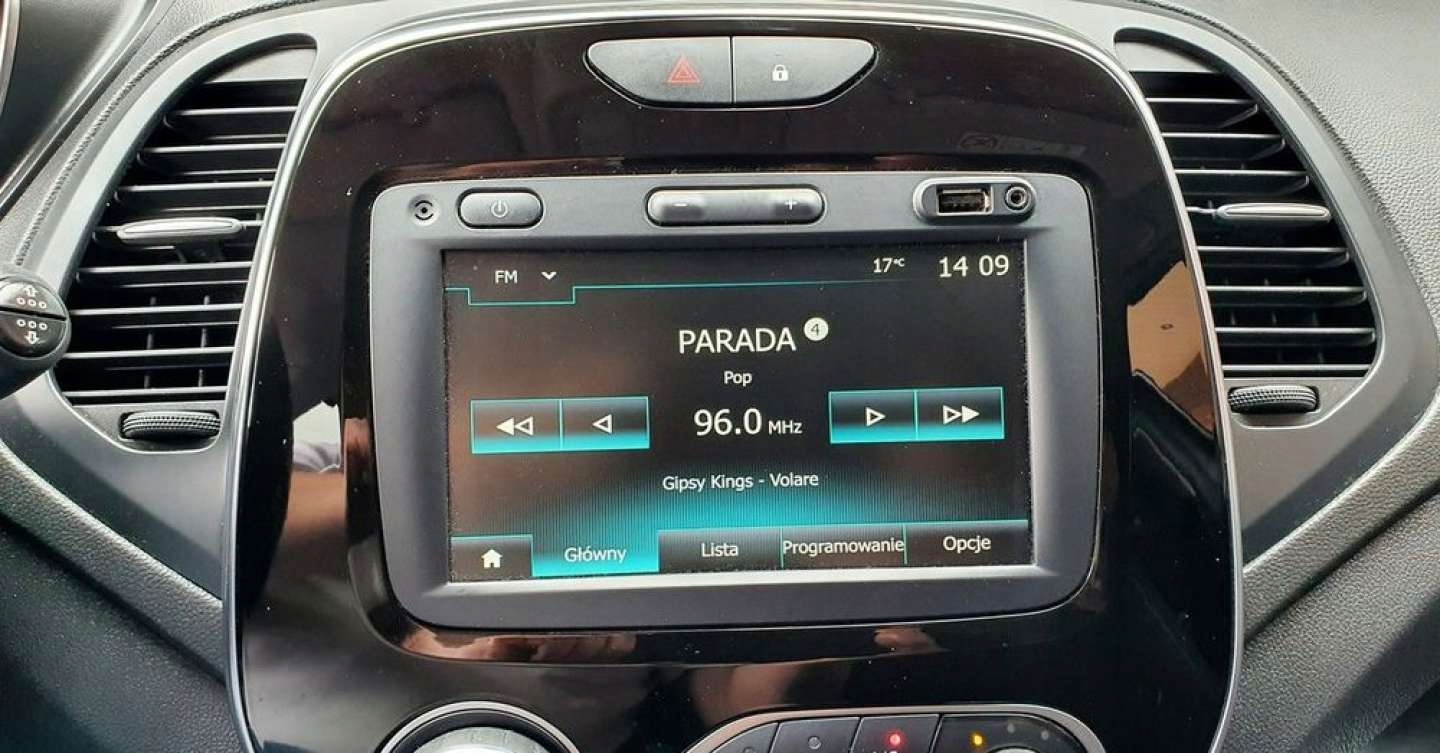 FM 17°C 14 09
PARADA 4
Pop
96.0 MHz
Gipsy Kings - Volare
Główny Lista Programowanie Opcje